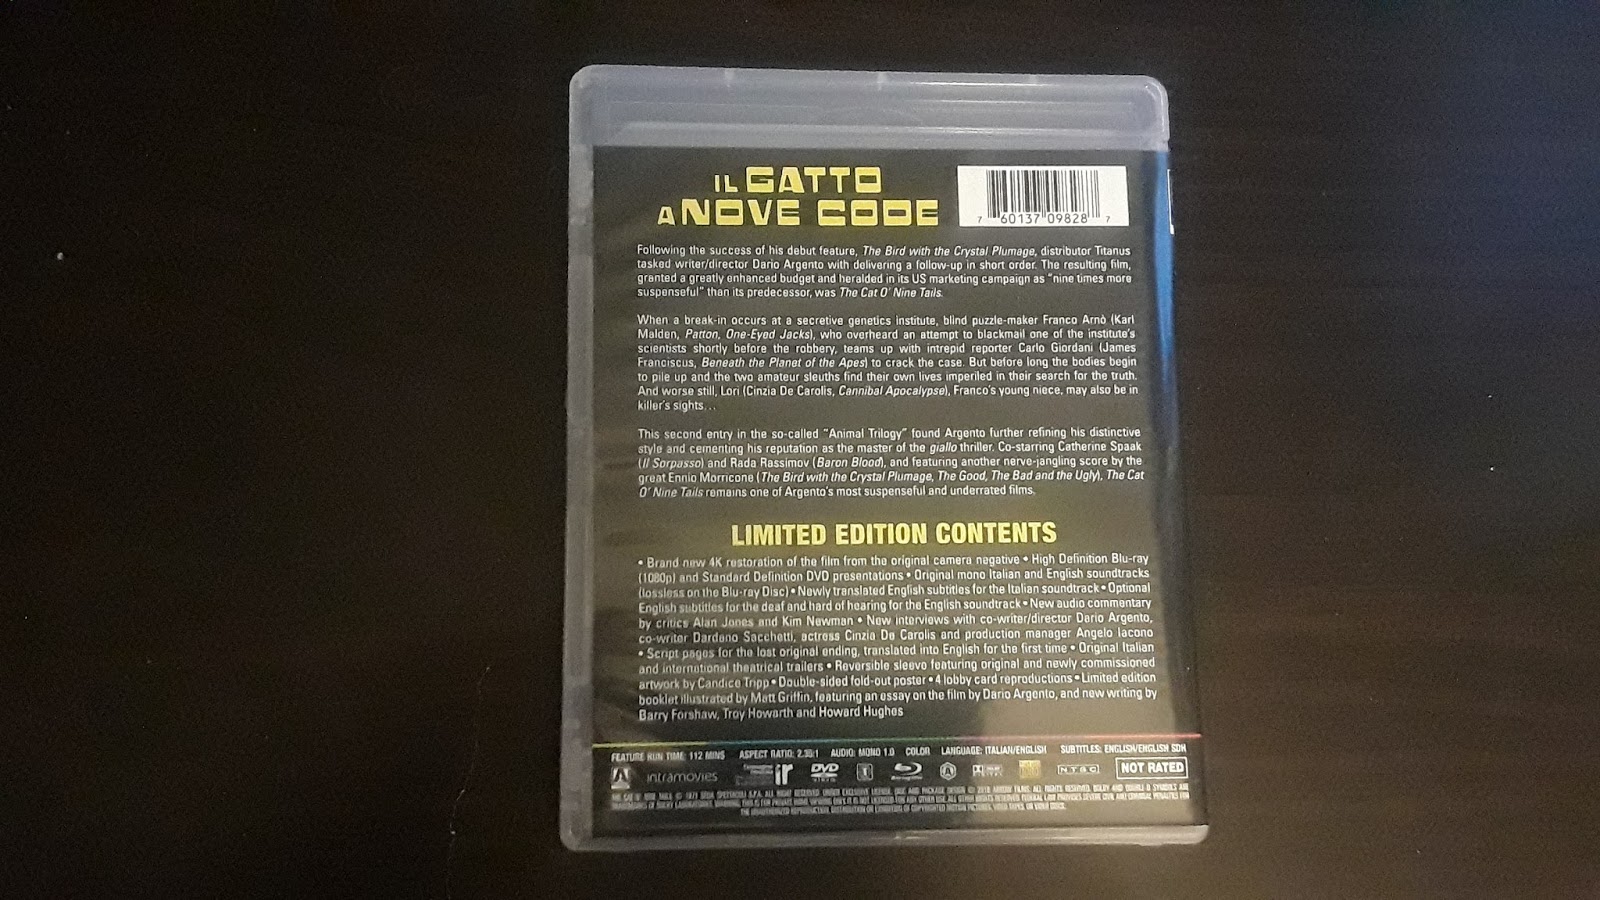 IL GATTO
A NOVE CODE
7 60137 09828 7
Following the success of his debut feature, The Bird with the Crystal Plumage, distributor Titanus
tasked writer/director Dario Argento with delivering a follow-up in short order. The resulting film,
granted a greatly enhanced budget and heralded in its US marketing campaign as "nine times more
suspenseful" than its predecessor, was The Cat O' Nine Tails.
When a break-in occurs at a secretive genetics institute, blind puzzle-maker Franco Arnò (Karl
Malden, Patton, One-Eyed Jacks), who overheard an attempt to blackmail one of the institute's
scientists shortly before the robbery, teams up with intrepid reporter Carlo Giordani (James
Franciscus, Beneath the Planet of the Apes) to crack the case. But before long the bodies begin
to pile up and the two amateur sleuths find their own lives imperiled in their search for the truth.
And worse still, Lori (Cinzia De Carolis, Cannibal Apocalypse), Franco's young niece, may also be in
killer's sights…
This second entry in the so-called "Animal Trilogy" found Argento further refining his distinctive
style and cementing his reputation as the master of the giallo thriller. Co-starring Catherine Spaak
(Il Sorpasso) and Rada Rassimov (Baron Blood), and featuring another nerve-jangling score by the
great Ennio Morricone (The Bird with the Crystal Plumage, The Good, The Bad and the Ugly), The Cat
O' Nine Tails remains one of Argento's most suspenseful and underrated films.
LIMITED EDITION CONTENTS
• Brand new 4K restoration of the film from the original camera negative • High Definition Blu-ray
(1080p) and Standard Definition DVD presentations • Original mono Italian and English soundtracks
(lossless on the Blu-ray Disc) • Newly translated English subtitles for the Italian soundtrack • Optional
English subtitles for the deaf and hard of hearing for the English soundtrack • New audio commentary
by critics Alan Jones and Kim Newman • New interviews with co-writer/director Dario Argento,
co-writer Dardano Sacchetti, actress Cinzia De Carolis and production manager Angelo Iacono
• Script pages for the lost original ending, translated into English for the first time • Original Italian
and international theatrical trailers • Reversible sleeve featuring original and newly commissioned
artwork by Candice Tripp • Double-sided fold-out poster • 4 lobby card reproductions • Limited edition
booklet illustrated by Matt Griffin, featuring an essay on the film by Dario Argento, and new writing by
Barry Forshaw, Troy Howarth and Howard Hughes
FEATURE RUN TIME: 112 MINS ASPECT RATIO: 2.35:1 AUDIO: MONO 1.0 COLOR LANGUAGE: ITALIAN/ENGLISH SUBTITLES: ENGLISH/ENGLISH SDH
intramovies ir DVD VIDEO 1 Blu-ray Disc A NTSC NOT RATED